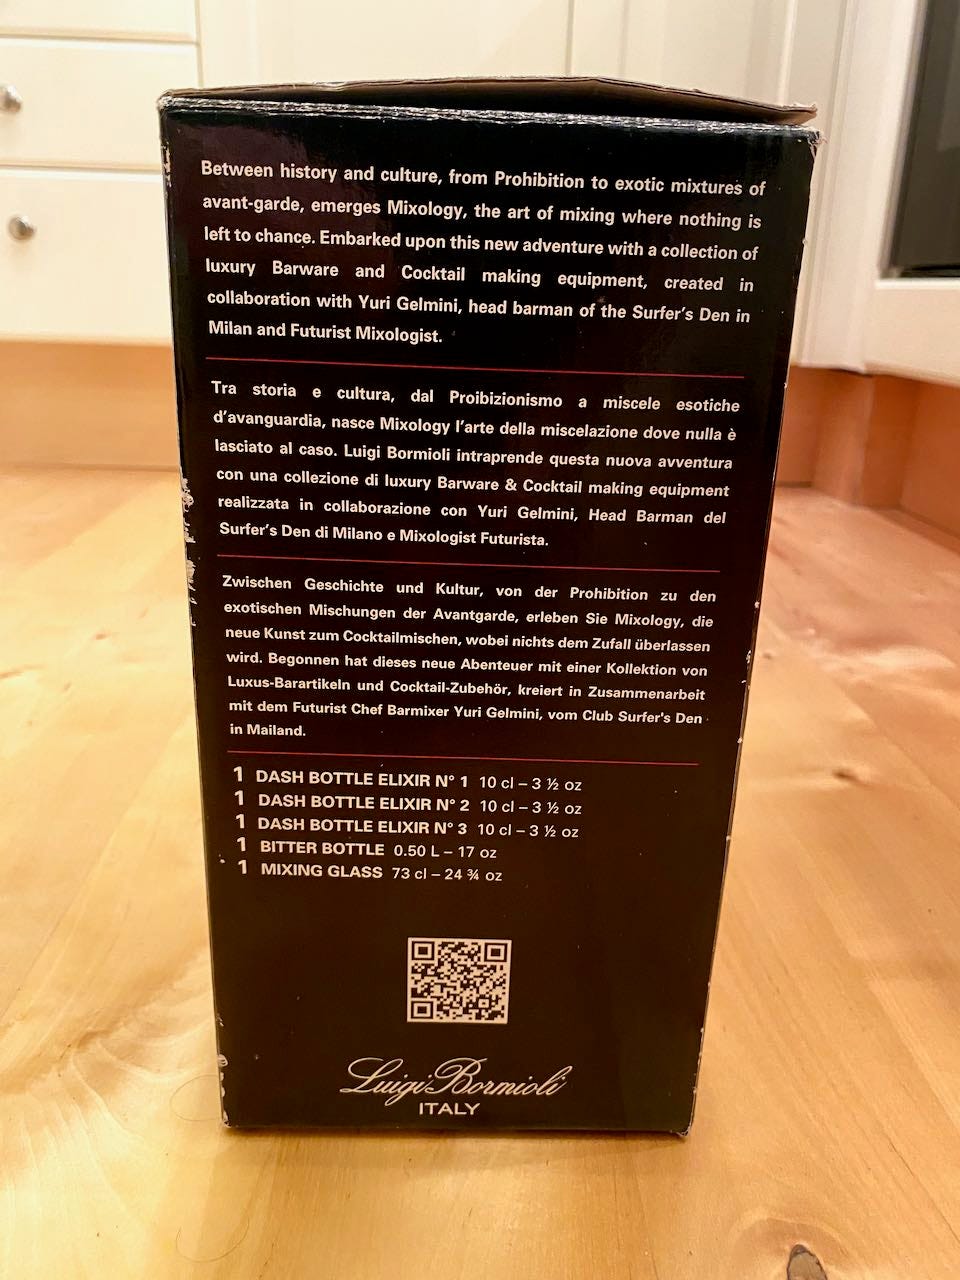 Between history and culture, from Prohibition to exotic mixtures of
avant-garde, emerges Mixology, the art of mixing where nothing is
left to chance. Embarked upon this new adventure with a collection of
luxury Barware and Cocktail making equipment, created in
collaboration with Yuri Gelmini, head barman of the Surfer's Den in
Milan and Futurist Mixologist.
Tra storia e cultura, dal Proibizionismo a miscele esotiche
d'avanguardia, nasce Mixology l'arte della miscelazione dove nulla è
lasciato al caso. Luigi Bormioli intraprende questa nuova avventura
con una collezione di luxury Barware & Cocktail making equipment
realizzata in collaborazione con Yuri Gelmini, Head Barman del
Surfer's Den di Milano e Mixologist Futurista.
Zwischen Geschichte und Kultur, von der Prohibition zu den
exotischen Mischungen der Avantgarde, erleben Sie Mixology, die
neue Kunst zum Cocktailmischen, wobei nichts dem Zufall überlassen
wird. Begonnen hat dieses neue Abenteuer mit einer Kollektion von
Luxus-Barartikeln und Cocktail-Zubehör, kreiert in Zusammenarbeit
mit dem Futurist Chef Barmixer Yuri Gelmini, vom Club Surfer's Den
in Mailand.
1 DASH BOTTLE ELIXIR N° 1 10 cl – 3 ½ oz
1 DASH BOTTLE ELIXIR N° 2 10 cl – 3 ½ oz
1 DASH BOTTLE ELIXIR N° 3 10 cl – 3 ½ oz
1 BITTER BOTTLE 0.50 L – 17 oz
1 MIXING GLASS 73 cl – 24 ¾ oz
Luigi Bormioli
ITALY